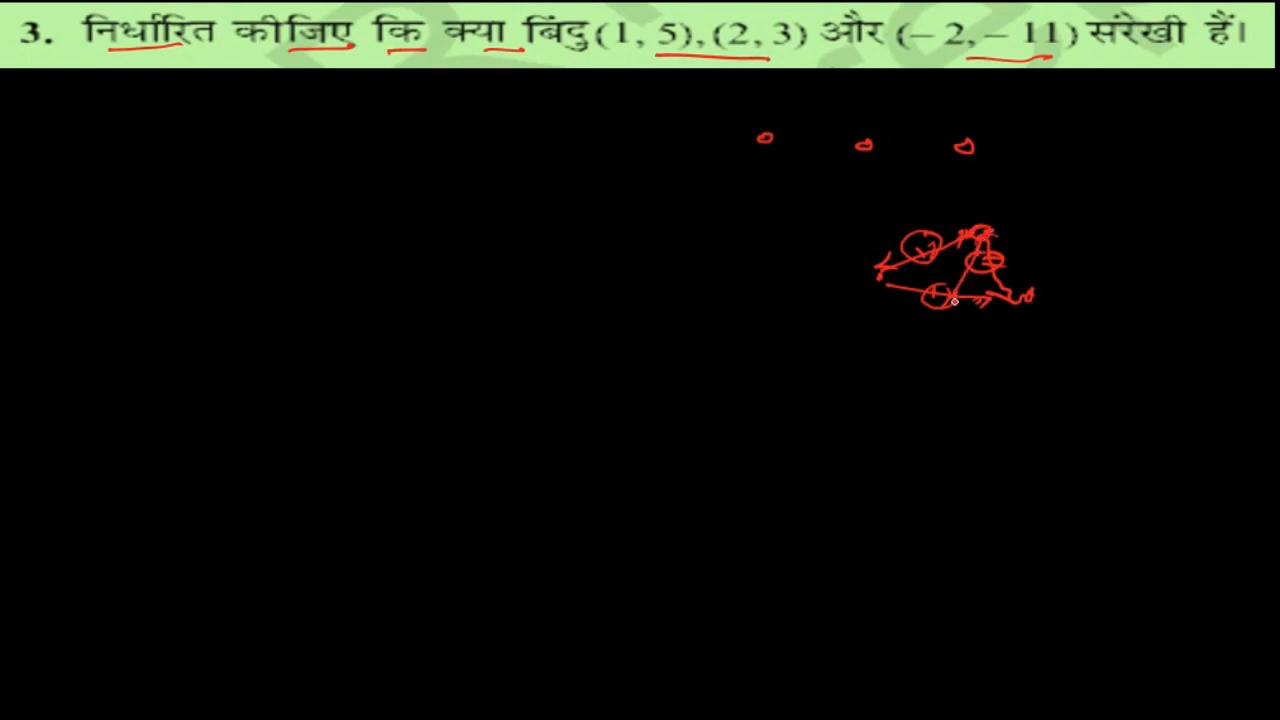 3. निर्धारित कीजिए कि क्या बिंदु (1, 5), (2, 3) और (– 2, – 11) संरेखी हैं।